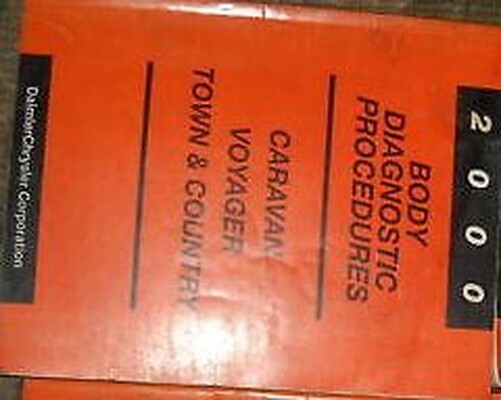 2000
BODY
DIAGNOSTIC
PROCEDURES
CARAVAN
VOYAGER
TOWN & COUNTRY
DaimlerChrysler Corporation